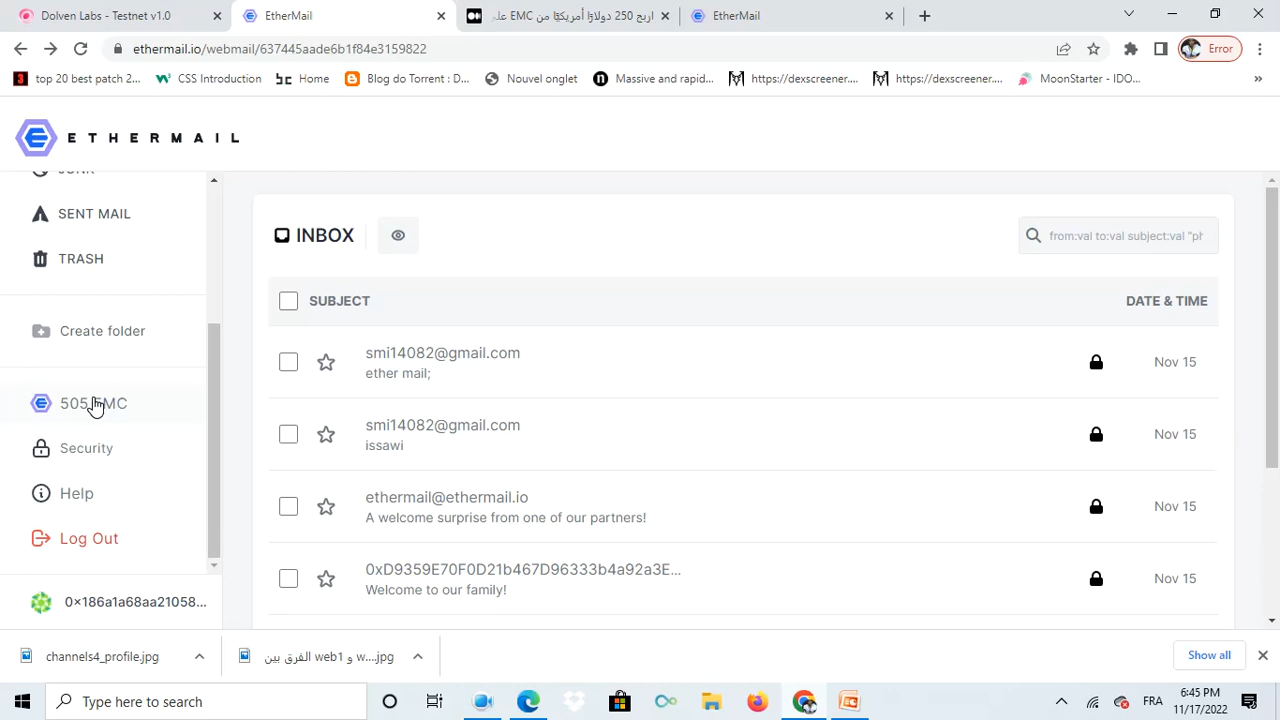 Dolven Labs - Testnet v1.0
EtherMail
اربح 250 دولارًا أمريكيًا من EMC علـ
EtherMail
ethermail.io/webmail/637445aade6b1f84e3159822
Error
top 20 best patch 2...
CSS Introduction
Home
Blog do Torrent : D...
Nouvel onglet
Massive and rapid...
https://dexscreener....
https://dexscreener....
MoonStarter - IDO...
»
ETHERMAIL
JUNK
SENT MAIL
TRASH
Create folder
505 EMC
Security
Help
Log Out
0x186a1a68aa21058...
INBOX
from:val to:val subject:val "ph
SUBJECT
DATE & TIME
smi14082@gmail.com
ether mail;
Nov 15
smi14082@gmail.com
issawi
Nov 15
ethermail@ethermail.io
A welcome surprise from one of our partners!
Nov 15
0xD9359E70F0D21b467D96333b4a92a3E...
Welcome to our family!
Nov 15
channels4_profile.jpg
الفرق بين web1 و w....jpg
Show all
Type here to search
FRA
6:45 PM
11/17/2022